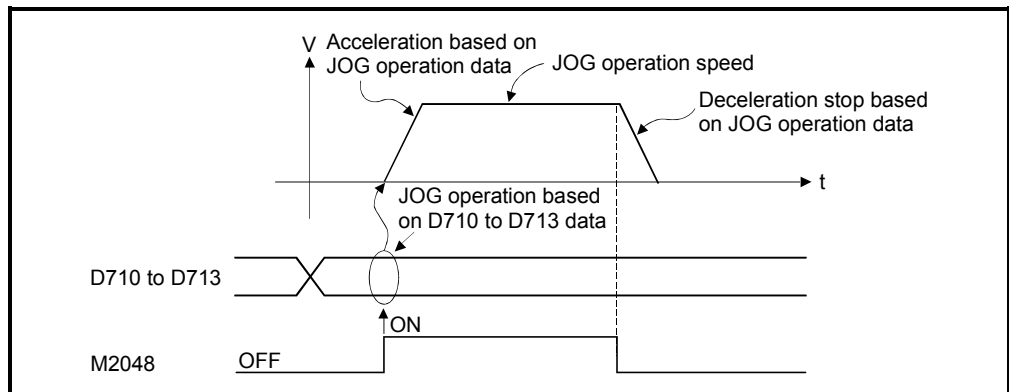 V
Acceleration based on
JOG operation data
JOG operation speed
Deceleration stop based
on JOG operation data
t
JOG operation based
on D710 to D713 data
D710 to D713
ON
M2048
OFF